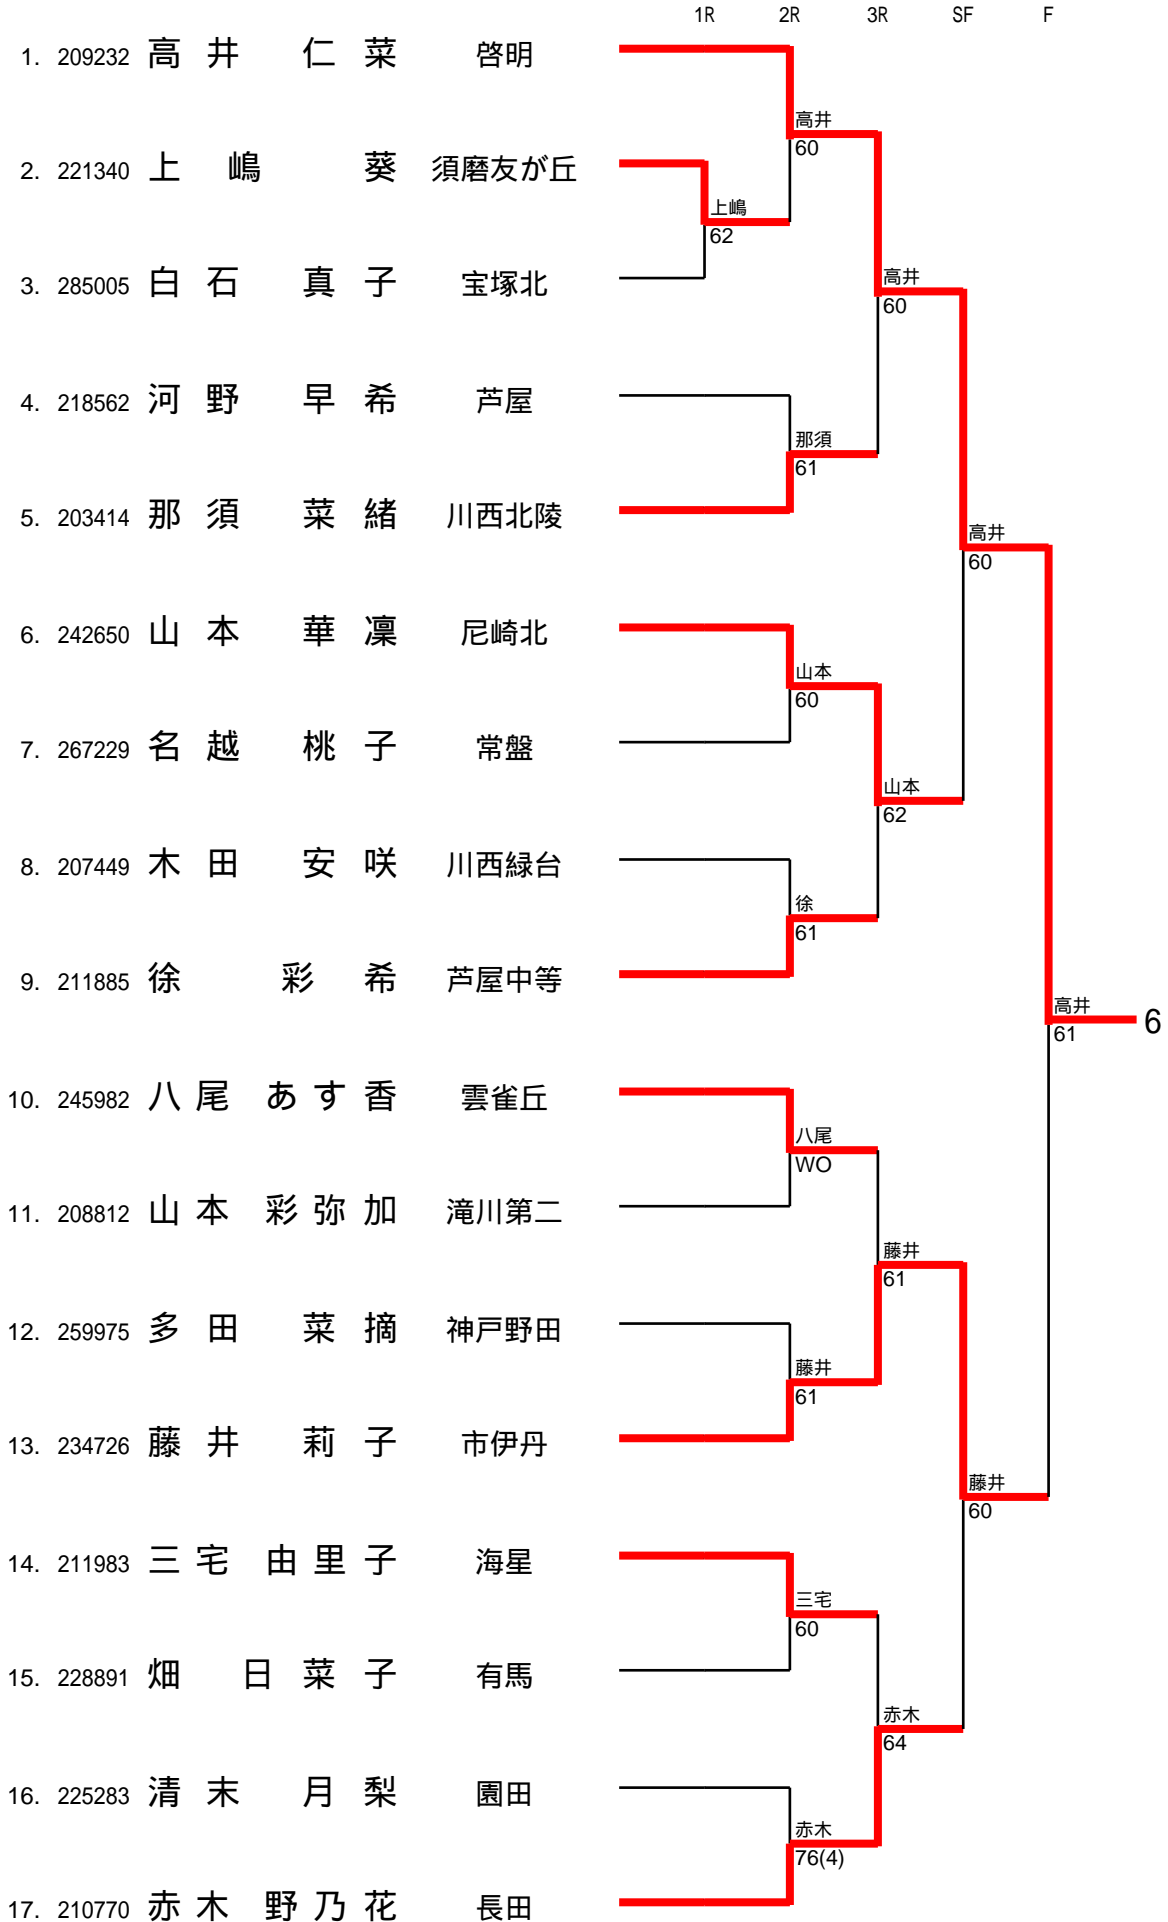 1R 2R 3R SF F
1. 209232 高井 仁菜 啓明
高井
60
2. 221340 上嶋 葵 須磨友が丘
上嶋
62
3. 285005 白石 真子 宝塚北
高井
60
4. 218562 河野 早希 芦屋
那須
61
5. 203414 那須 菜緒 川西北陵
高井
60
6. 242650 山本 華凜 尼崎北
山本
60
7. 267229 名越 桃子 常盤
山本
62
8. 207449 木田 安咲 川西緑台
徐
61
9. 211885 徐 彩希 芦屋中等
高井
61
6
10. 245982 八尾 あす香 雲雀丘
八尾
WO
11. 208812 山本 彩弥加 滝川第二
藤井
61
12. 259975 多田 菜摘 神戸野田
藤井
61
13. 234726 藤井 莉子 市伊丹
藤井
60
14. 211983 三宅 由里子 海星
三宅
60
15. 228891 畑 日菜子 有馬
赤木
64
16. 225283 清末 月梨 園田
赤木
76(4)
17. 210770 赤木 野乃花 長田